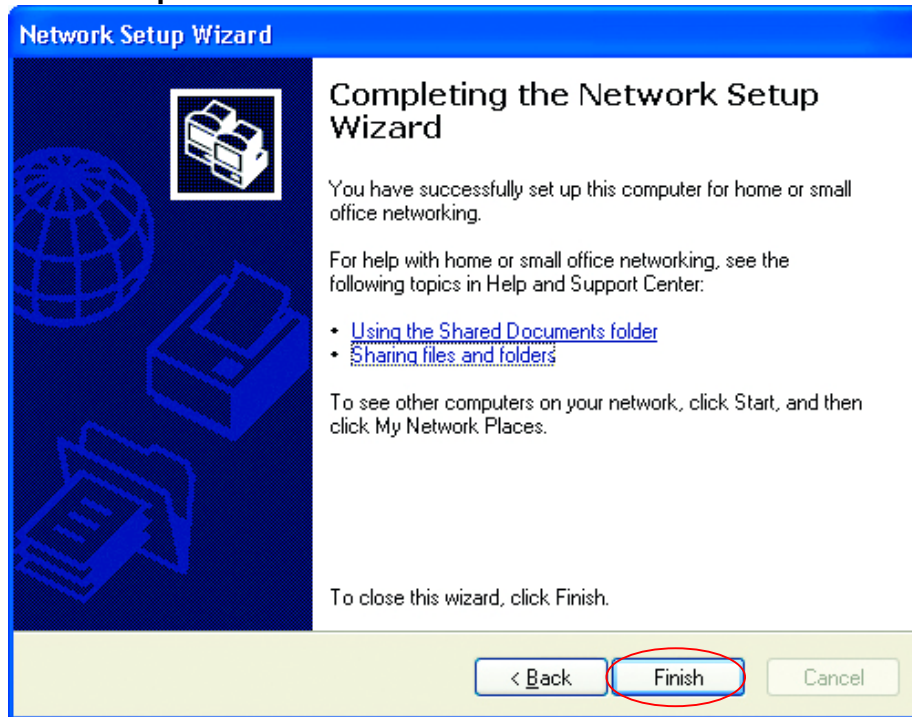 Network Setup Wizard
Completing the Network Setup
Wizard
You have successfully set up this computer for home or small
office networking.
For help with home or small office networking, see the
following topics in Help and Support Center:
• Using the Shared Documents folder
• Sharing files and folders
To see other computers on your network, click Start, and then
click My Network Places.
To close this wizard, click Finish.
< Back Finish Cancel